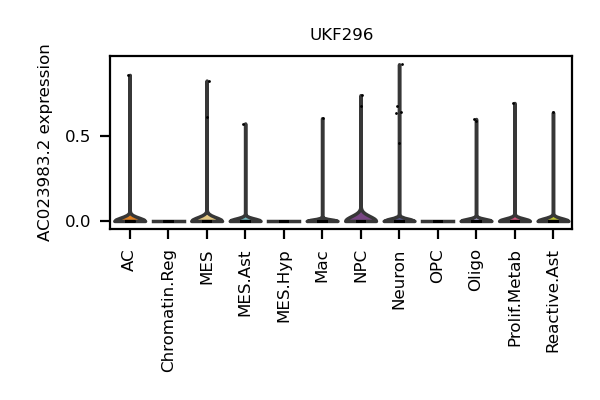 UKF296
AC023983.2 expression
0.5
0.0
AC
Chromatin.Reg
MES
MES.Ast
MES.Hyp
Mac
NPC
Neuron
OPC
Oligo
Prolif.Metab
Reactive.Ast